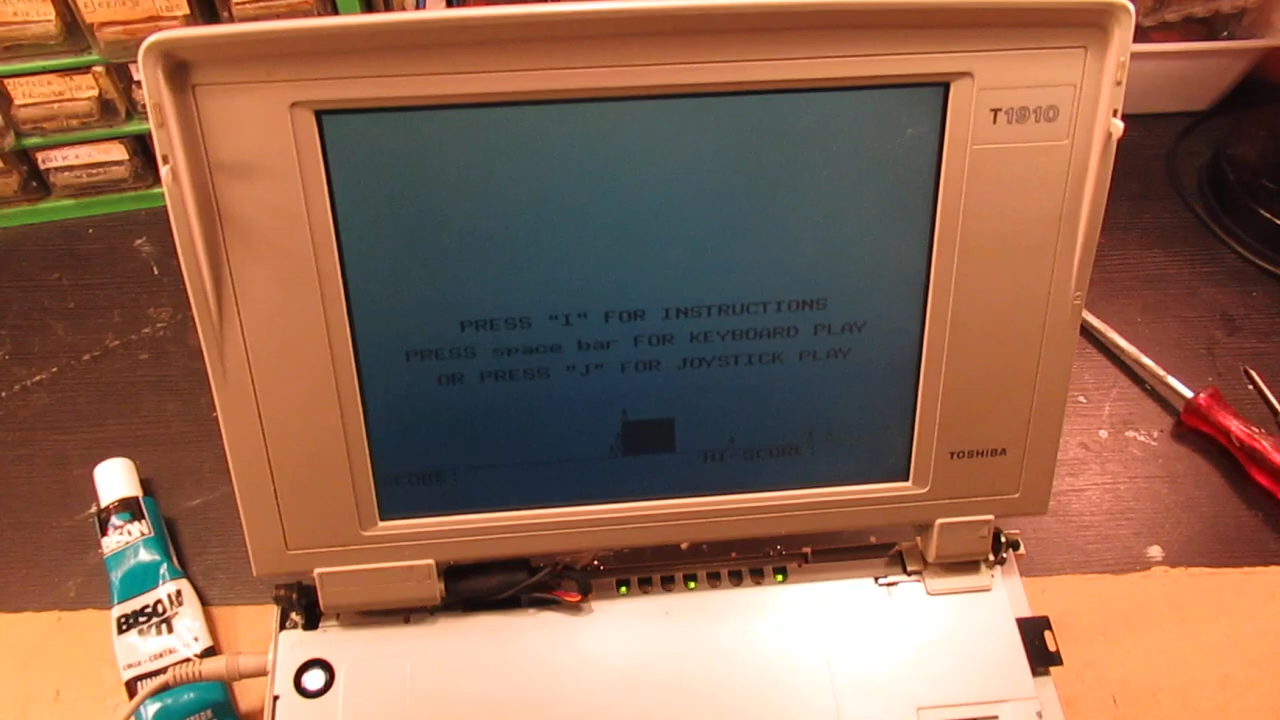 T1910
PRESS "I" FOR INSTRUCTIONS
PRESS space bar FOR KEYBOARD PLAY
OR PRESS "J" FOR JOYSTICK PLAY
HI-SCORE:
SCORE:
TOSHIBA
BISON
BISON
KIT